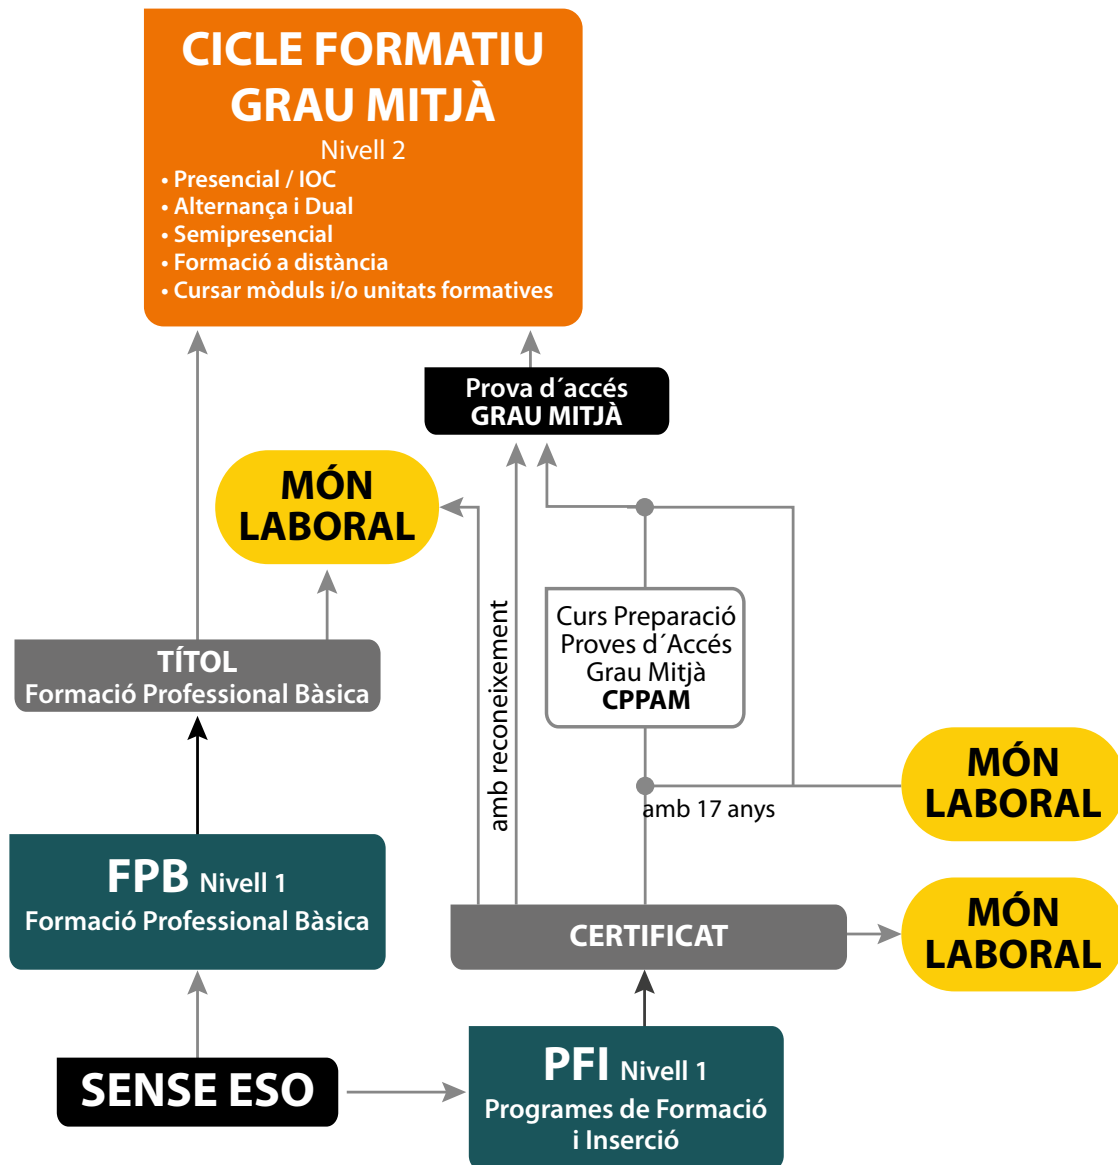 CICLE FORMATIU
GRAU MITJÀ
Nivell 2
• Presencial / IOC
• Alternança i Dual
• Semipresencial
• Formació a distància
• Cursar mòduls i/o unitats formatives
Prova d´accés
GRAU MITJÀ
MÓN
LABORAL
amb reconeixement
Curs Preparació
Proves d´Accés
Grau Mitjà
CPPAM
TÍTOL
Formació Professional Bàsica
MÓN
LABORAL
amb 17 anys
FPB Nivell 1
Formació Professional Bàsica
CERTIFICAT
MÓN
LABORAL
SENSE ESO
PFI Nivell 1
Programes de Formació
i Inserció